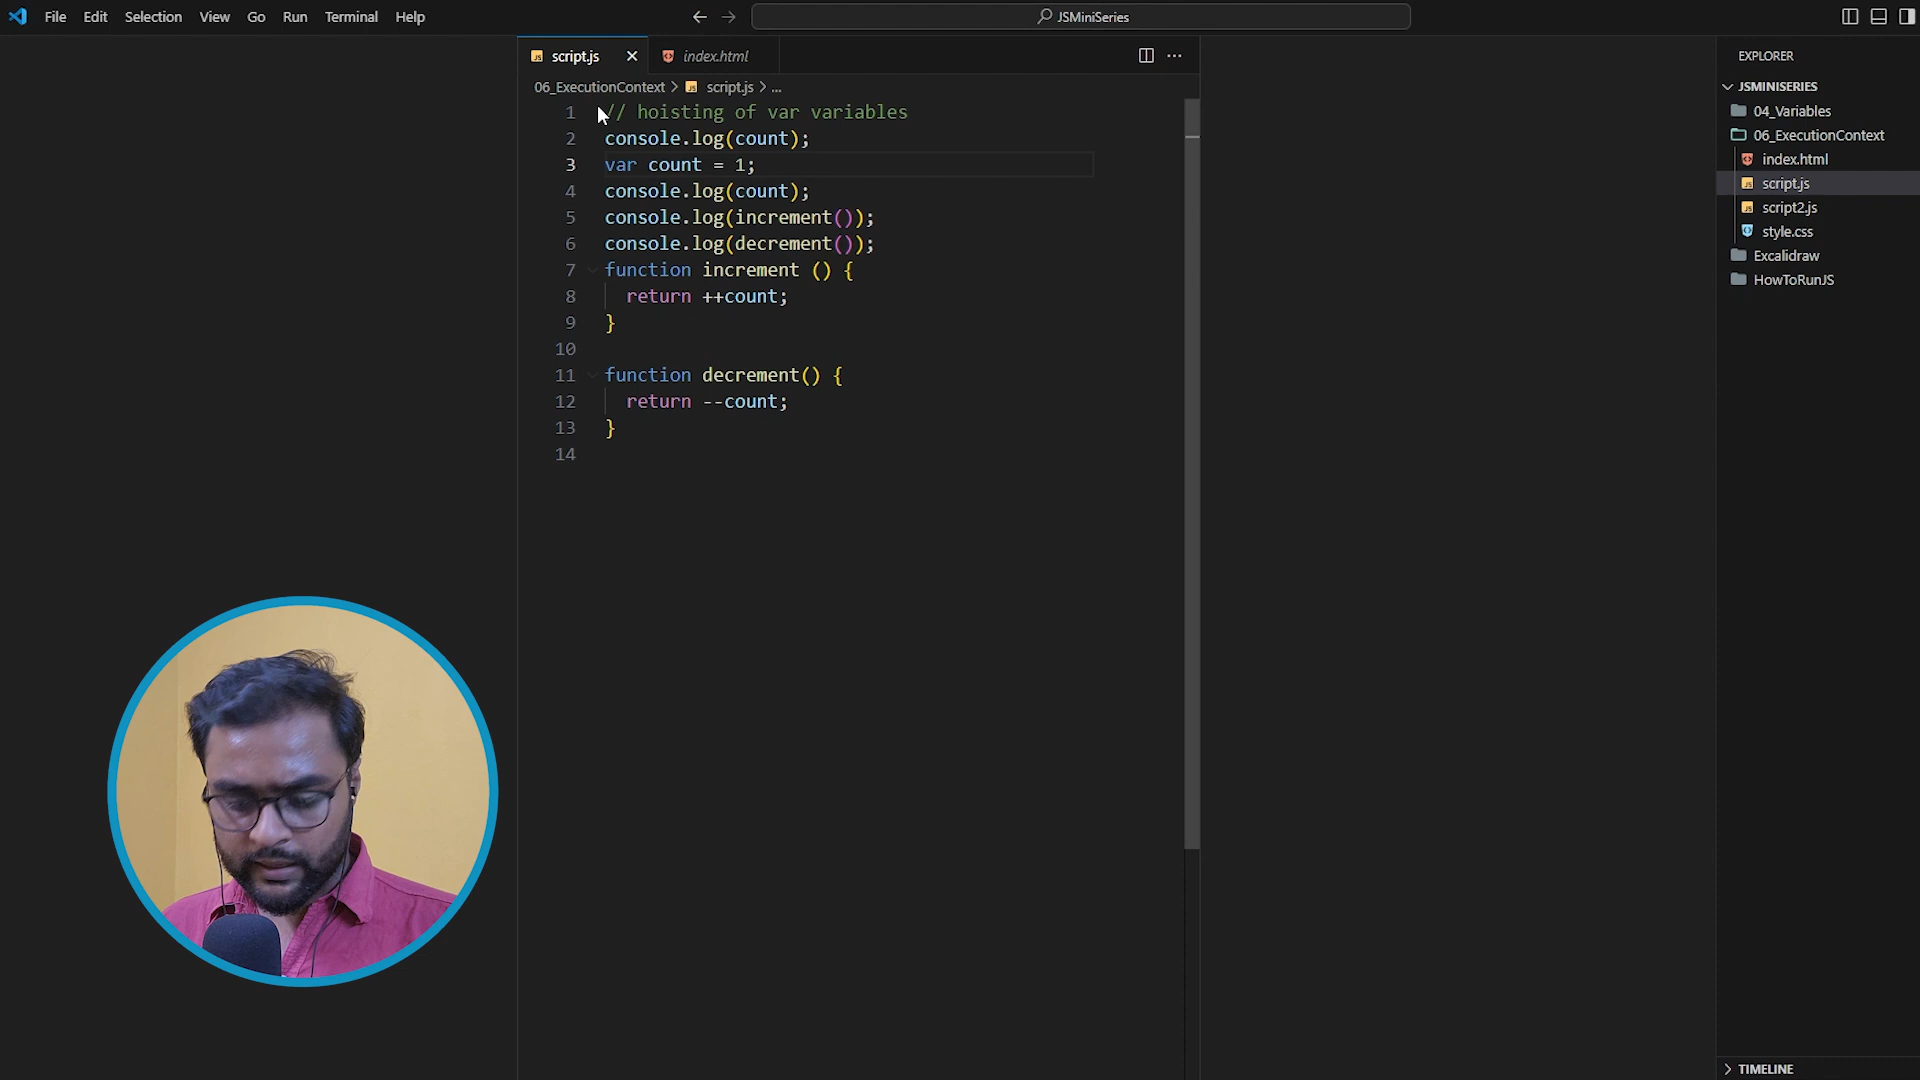 File Edit Selection View Go Run Terminal Help
JSMiniSeries
script.js index.html
06_ExecutionContext > script.js > ...
1 // hoisting of var variables
2 console.log(count);
3 var count = 1;
4 console.log(count);
5 console.log(increment());
6 console.log(decrement());
7 function increment () {
8 return ++count;
9 }
10
11 function decrement() {
12 return --count;
13 }
14
EXPLORER
JSMINISERIES
04_Variables
06_ExecutionContext
index.html
script.js
script2.js
style.css
Excalidraw
HowToRunJS
TIMELINE